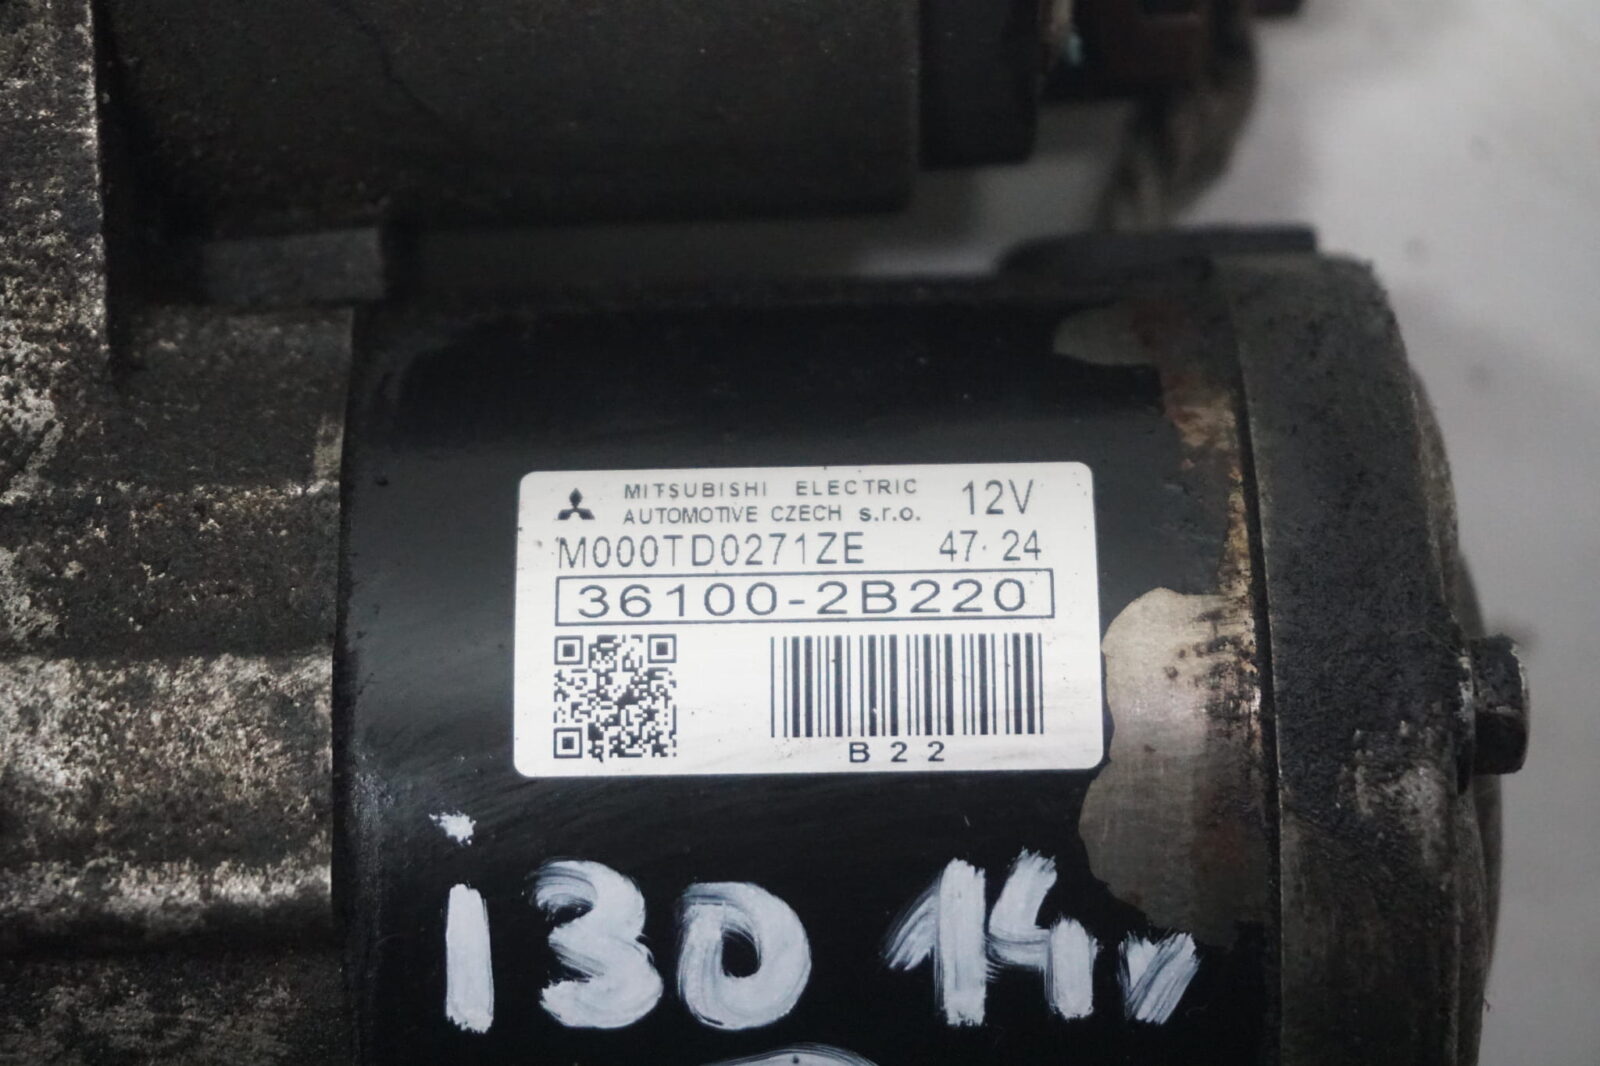 MITSUBISHI ELECTRIC 12V
AUTOMOTIVE CZECH s.r.o.
M000TD0271ZE 47 24
36100-2B220
B22
i30 14v